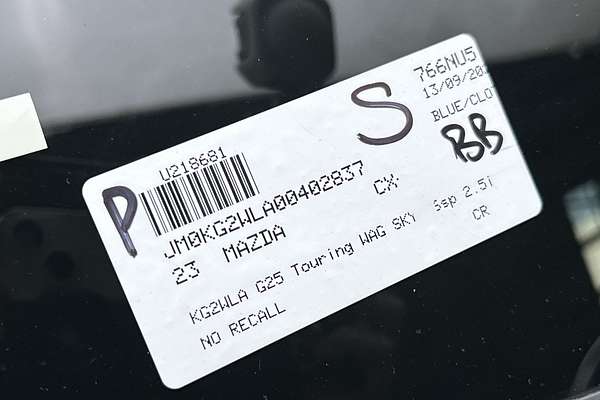 U218681
P
JM0KG2WLA00402837
23 MAZDA CX-
KG2WLA G25 Touring WAG SKY 6sp 2.5i
NO RECALL CR
S
766NU5
13/09/20
BLUE/CLO
BB